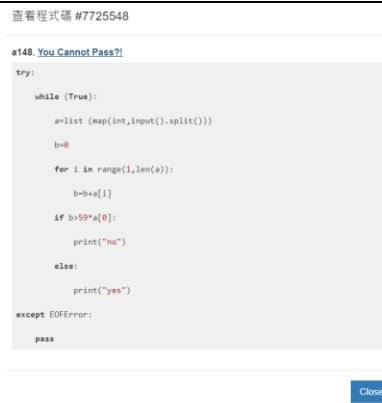 查看程式碼 #7725548
a148. You Cannot Pass?!
try:
while (True):
a=list (map(int,input().split()))
b=0
for i in range(1,len(a)):
b=b+a[i]
if b>59*a[0]:
print("no")
else:
print("yes")
except EOFError:
pass
Close